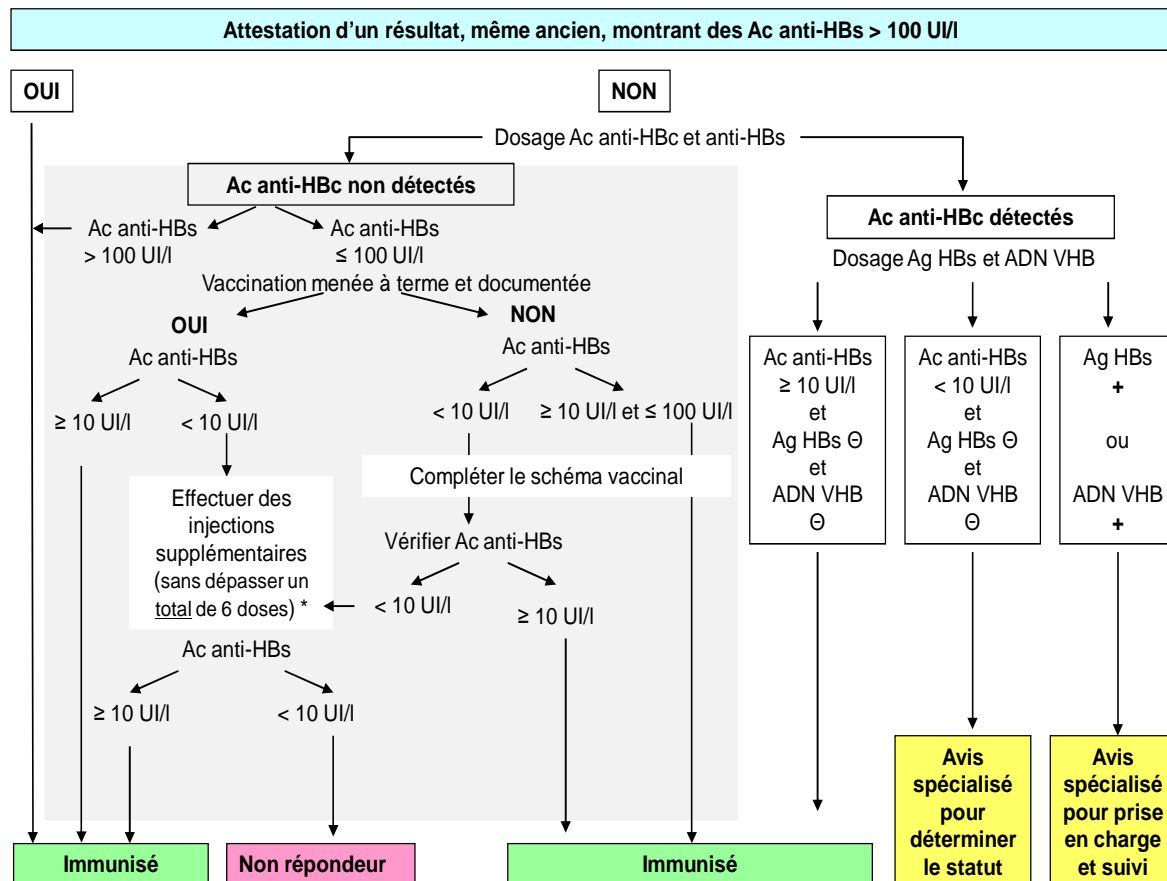 Attestation d'un résultat, même ancien, montrant des Ac anti-HBs > 100 UI/l
OUI
NON
Dosage Ac anti-HBc et anti-HBs
Ac anti-HBc non détectés
Ac anti-HBs
> 100 UI/l
Ac anti-HBs
≤ 100 UI/l
Vaccination menée à terme et documentée
OUI
Ac anti-HBs
≥ 10 UI/l
< 10 UI/l
NON
Ac anti-HBs
< 10 UI/l
≥ 10 UI/l et ≤ 100 UI/l
Effectuer des
injections
supplémentaires
(sans dépasser un
total de 6 doses) *
Compléter le schéma vaccinal
Vérifier Ac anti-HBs
< 10 UI/l
≥ 10 UI/l
Ac anti-HBs
≥ 10 UI/l
< 10 UI/l
Ac anti-HBc détectés
Dosage Ag HBs et ADN VHB
Ac anti-HBs
≥ 10 UI/l
et
Ag HBs Θ
et
ADN VHB
Θ
Ac anti-HBs
< 10 UI/l
et
Ag HBs Θ
et
ADN VHB
Θ
Ag HBs
+
ou
ADN VHB
+
Immunisé
Non répondeur
Immunisé
Avis
spécialisé
pour
déterminer
le statut
Avis
spécialisé
pour prise
en charge
et suivi